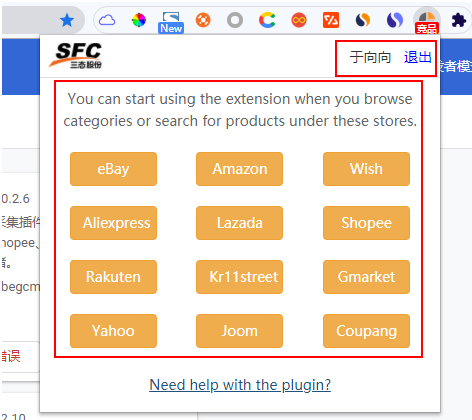 New
竞品
SFC
三态股份
于向向 退出
者模
You can start using the extension when you browse
categories or search for products under these stores.
eBay Amazon Wish
Aliexpress Lazada Shopee
Rakuten Kr11street Gmarket
Yahoo Joom Coupang
Need help with the plugin?
0.2.6
采集插件
hopee、
者。
begcm
错误
2.10